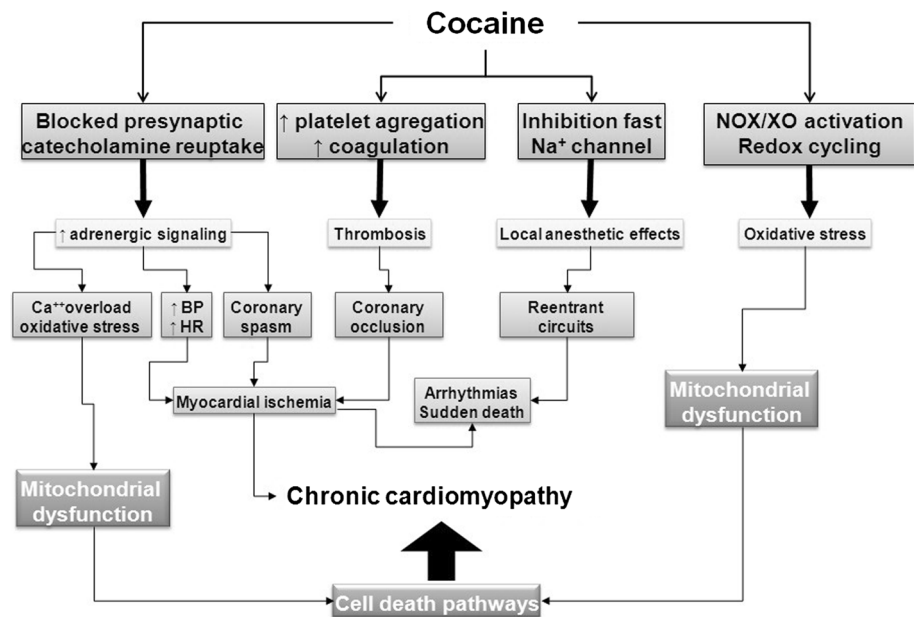 Cocaine
Blocked presynaptic
catecholamine reuptake
↑ platelet agregation
↑ coagulation
Inhibition fast
Na⁺ channel
NOX/XO activation
Redox cycling
↑ adrenergic signaling
Thrombosis
Local anesthetic effects
Oxidative stress
Ca⁺⁺overload
oxidative stress
↑ BP
↑ HR
Coronary
spasm
Coronary
occlusion
Reentrant
circuits
Myocardial ischemia
Arrhythmias
Sudden death
Mitochondrial
dysfunction
Mitochondrial
dysfunction
Chronic cardiomyopathy
Cell death pathways